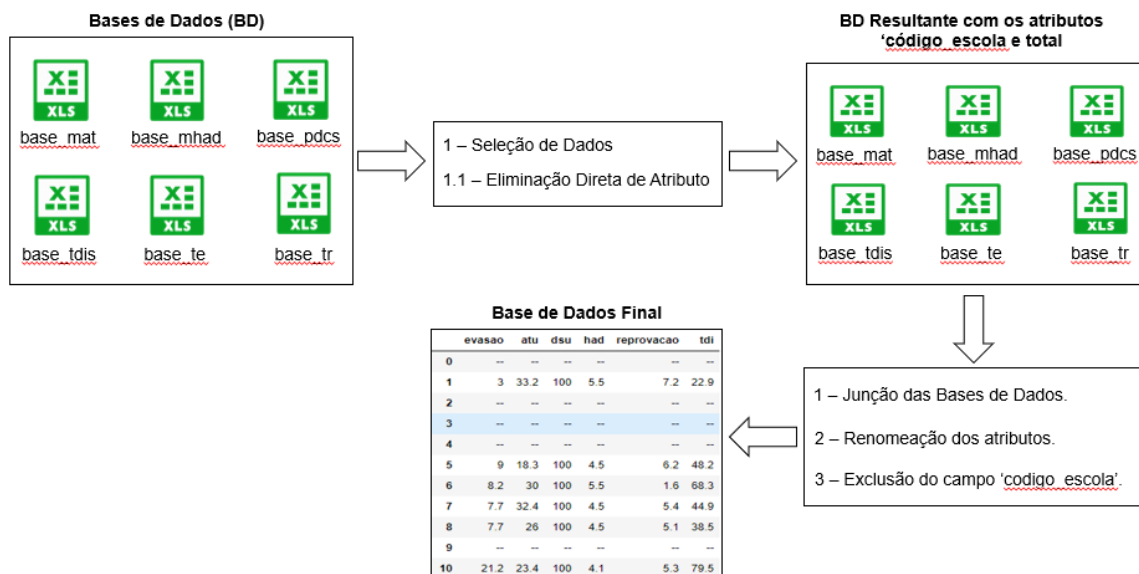 Bases de Dados (BD)
XLS XLS XLS
base_mat base_mhad base_pdcs
XLS XLS XLS
base_tdis base_te base_tr
1 – Seleção de Dados
1.1 – Eliminação Direta de Atributo
BD Resultante com os atributos
‘código_escola e total
XLS XLS XLS
base_mat base_mhad base_pdcs
XLS XLS XLS
base_tdis base_te base_tr
1 – Junção das Bases de Dados.
2 – Renomeação dos atributos.
3 – Exclusão do campo ‘codigo_escola’.
Base de Dados Final
evasao atu dsu had reprovacao tdi
0 -- -- -- -- -- --
1 3 33.2 100 5.5 7.2 22.9
2 -- -- -- -- -- --
3 -- -- -- -- -- --
4 -- -- -- -- -- --
5 9 18.3 100 4.5 6.2 48.2
6 8.2 30 100 5.5 1.6 68.3
7 7.7 32.4 100 4.5 5.4 44.9
8 7.7 26 100 4.5 5.1 38.5
9 -- -- -- -- -- --
10 21.2 23.4 100 4.1 5.3 79.5